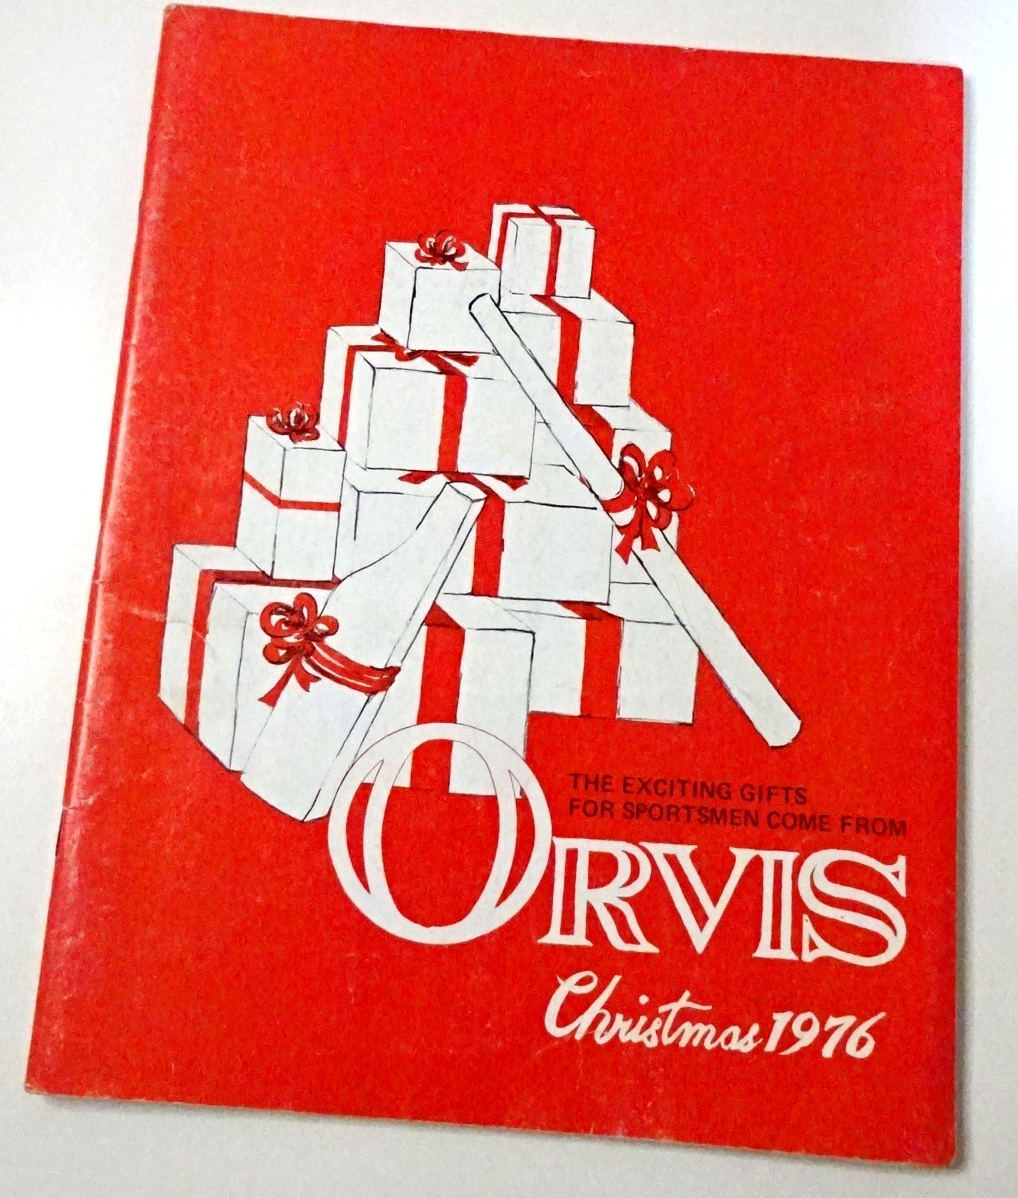 THE EXCITING GIFTS
FOR SPORTSMEN COME FROM
ORVIS
Christmas 1976